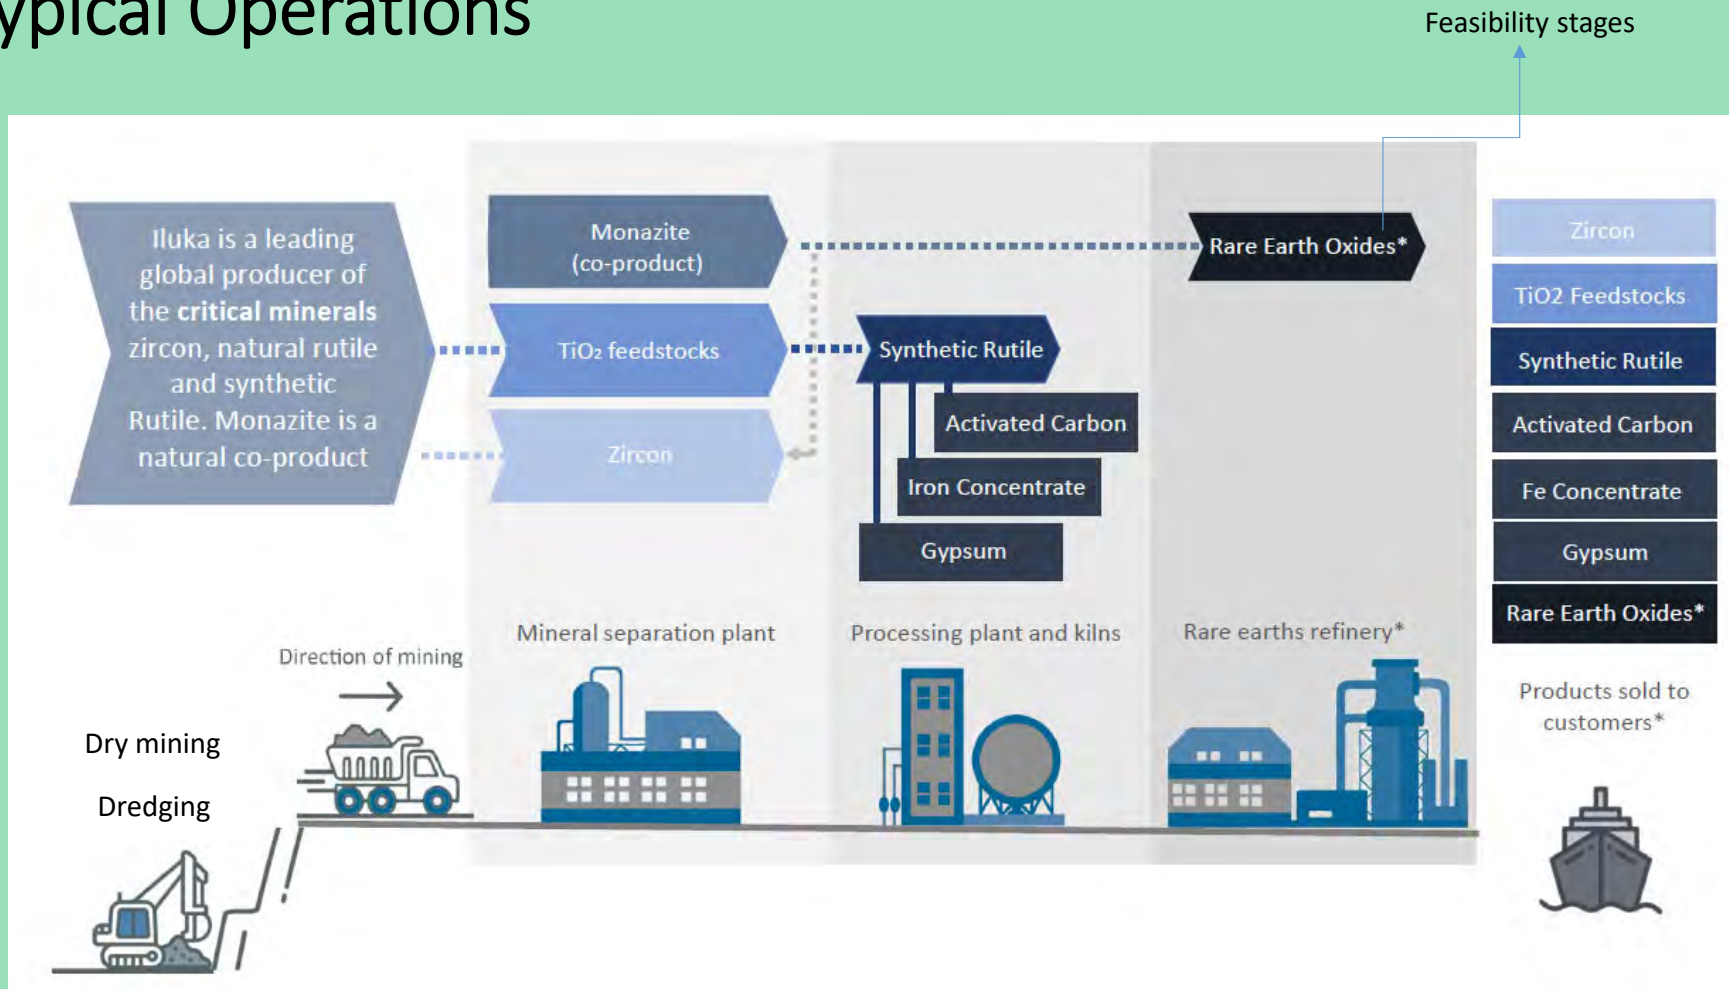 Typical Operations
Feasibility stages
Iluka is a leading
global producer of
the critical minerals
zircon, natural rutile
and synthetic
Rutile. Monazite is a
natural co-product
Monazite
(co-product)
TiO₂ feedstocks
Zircon
Synthetic Rutile
Activated Carbon
Iron Concentrate
Gypsum
Rare Earth Oxides*
Zircon
TiO2 Feedstocks
Synthetic Rutile
Activated Carbon
Fe Concentrate
Gypsum
Rare Earth Oxides*
Products sold to
customers*
Direction of mining
Mineral separation plant
Processing plant and kilns
Rare earths refinery*
Dry mining
Dredging